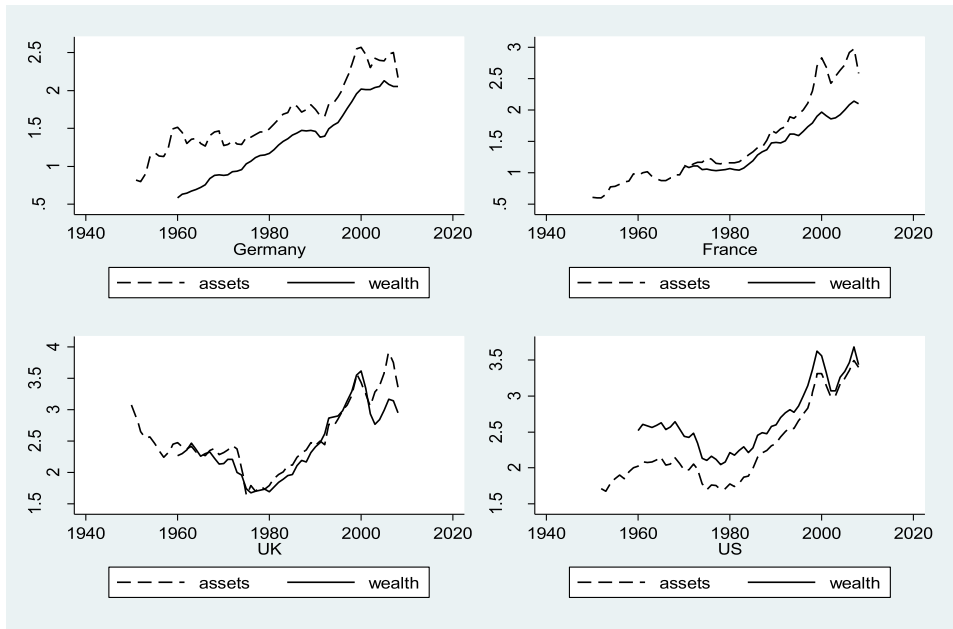 .5 1 1.5 2 2.5
1940 1960 1980 2000 2020
Germany
assets wealth
.5 1 1.5 2 2.5 3
1940 1960 1980 2000 2020
France
assets wealth
1.5 2 2.5 3 3.5 4
1940 1960 1980 2000 2020
UK
assets wealth
1.5 2 2.5 3 3.5
1940 1960 1980 2000 2020
US
assets wealth